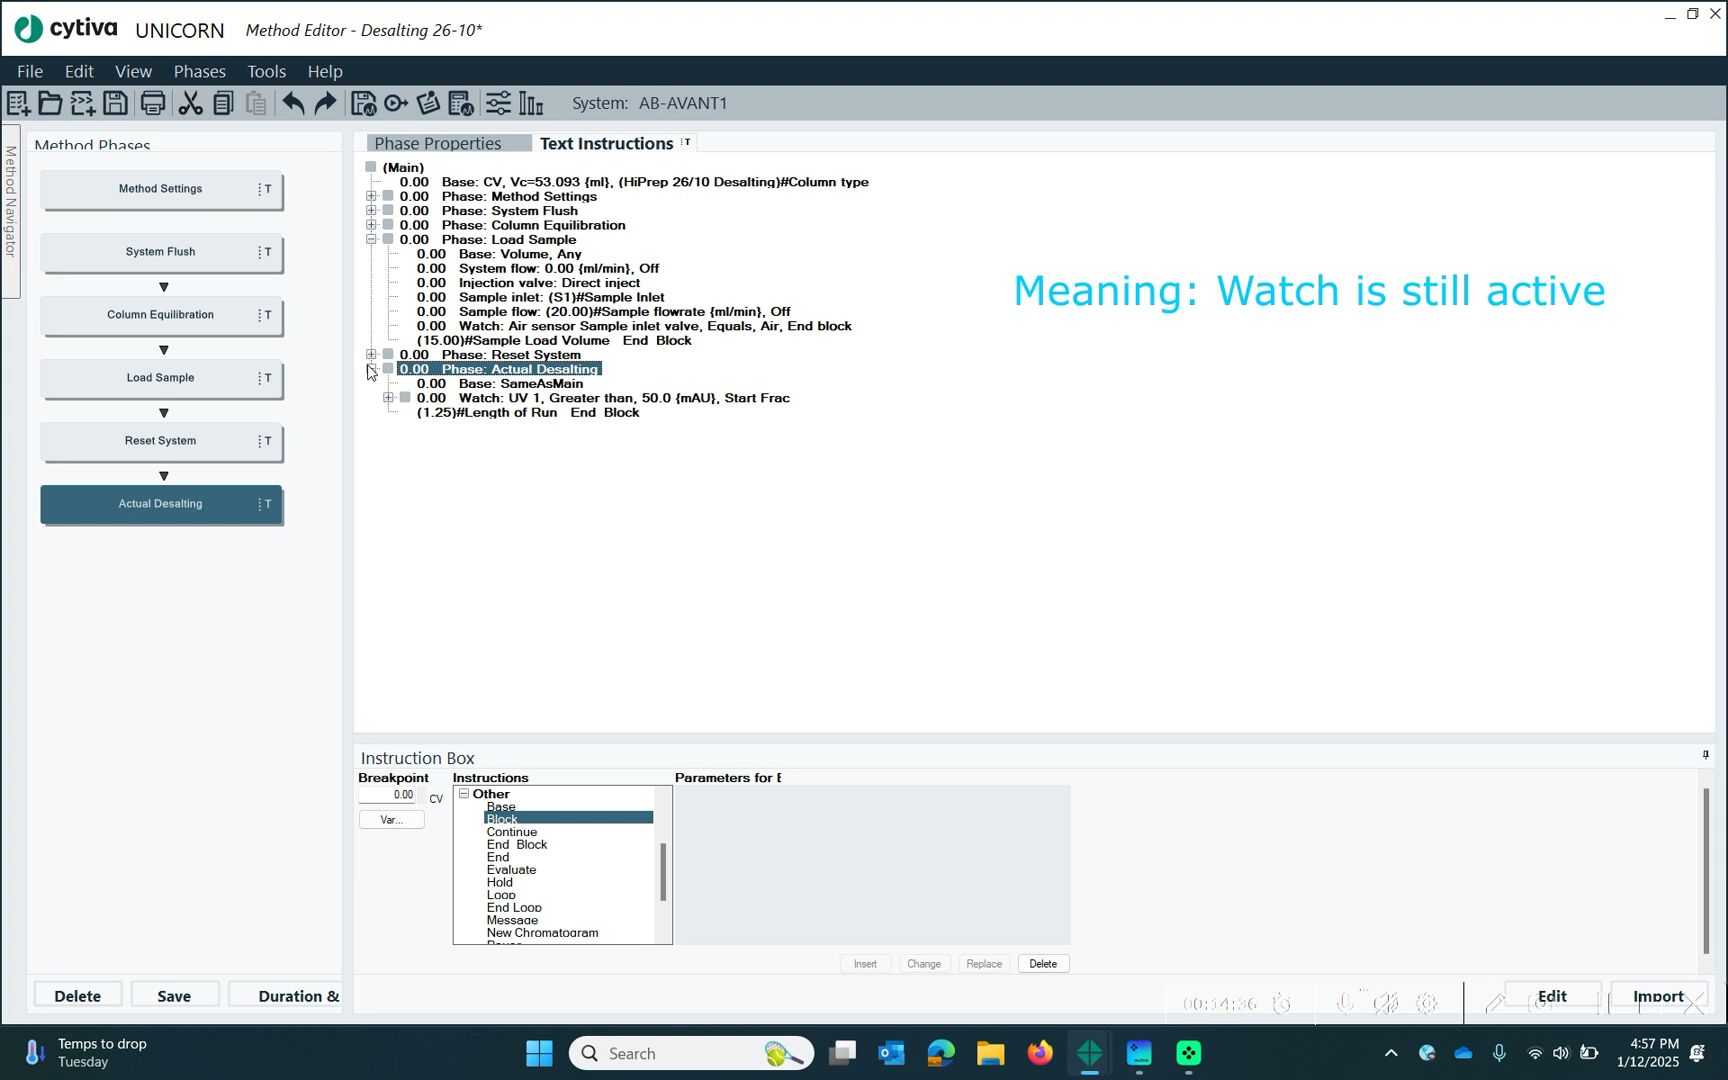 cytiva UNICORN Method Editor - Desalting 26-10*
File Edit View Phases Tools Help
System: AB-AVANT1
Method Navigator
Method Phases
Method Settings
System Flush
Column Equilibration
Load Sample
Reset System
Actual Desalting
Phase Properties Text Instructions
(Main)
0.00 Base: CV, Vc=53.093 {ml}, (HiPrep 26/10 Desalting)#Column type
0.00 Phase: Method Settings
0.00 Phase: System Flush
0.00 Phase: Column Equilibration
0.00 Phase: Load Sample
0.00 Base: Volume, Any
0.00 System flow: 0.00 {ml/min}, Off
0.00 Injection valve: Direct inject
0.00 Sample inlet: (S1)#Sample Inlet
0.00 Sample flow: (20.00)#Sample flowrate {ml/min}, Off
0.00 Watch: Air sensor Sample inlet valve, Equals, Air, End block
(15.00)#Sample Load Volume End Block
0.00 Phase: Reset System
0.00 Phase: Actual Desalting
0.00 Base: SameAsMain
0.00 Watch: UV 1, Greater than, 50.0 {mAU}, Start Frac
(1.25)#Length of Run End Block
Meaning: Watch is still active
Instruction Box
Breakpoint Instructions Parameters for
0.00 CV
Var...
Other
Base
Block
Continue
End Block
End
Evaluate
Hold
Loop
End Loop
Message
New Chromatogram
Insert Change Replace Delete
Delete Save Duration & Edit Import
00:14:36
Temps to drop
Tuesday
Search
4:57 PM
1/12/2025